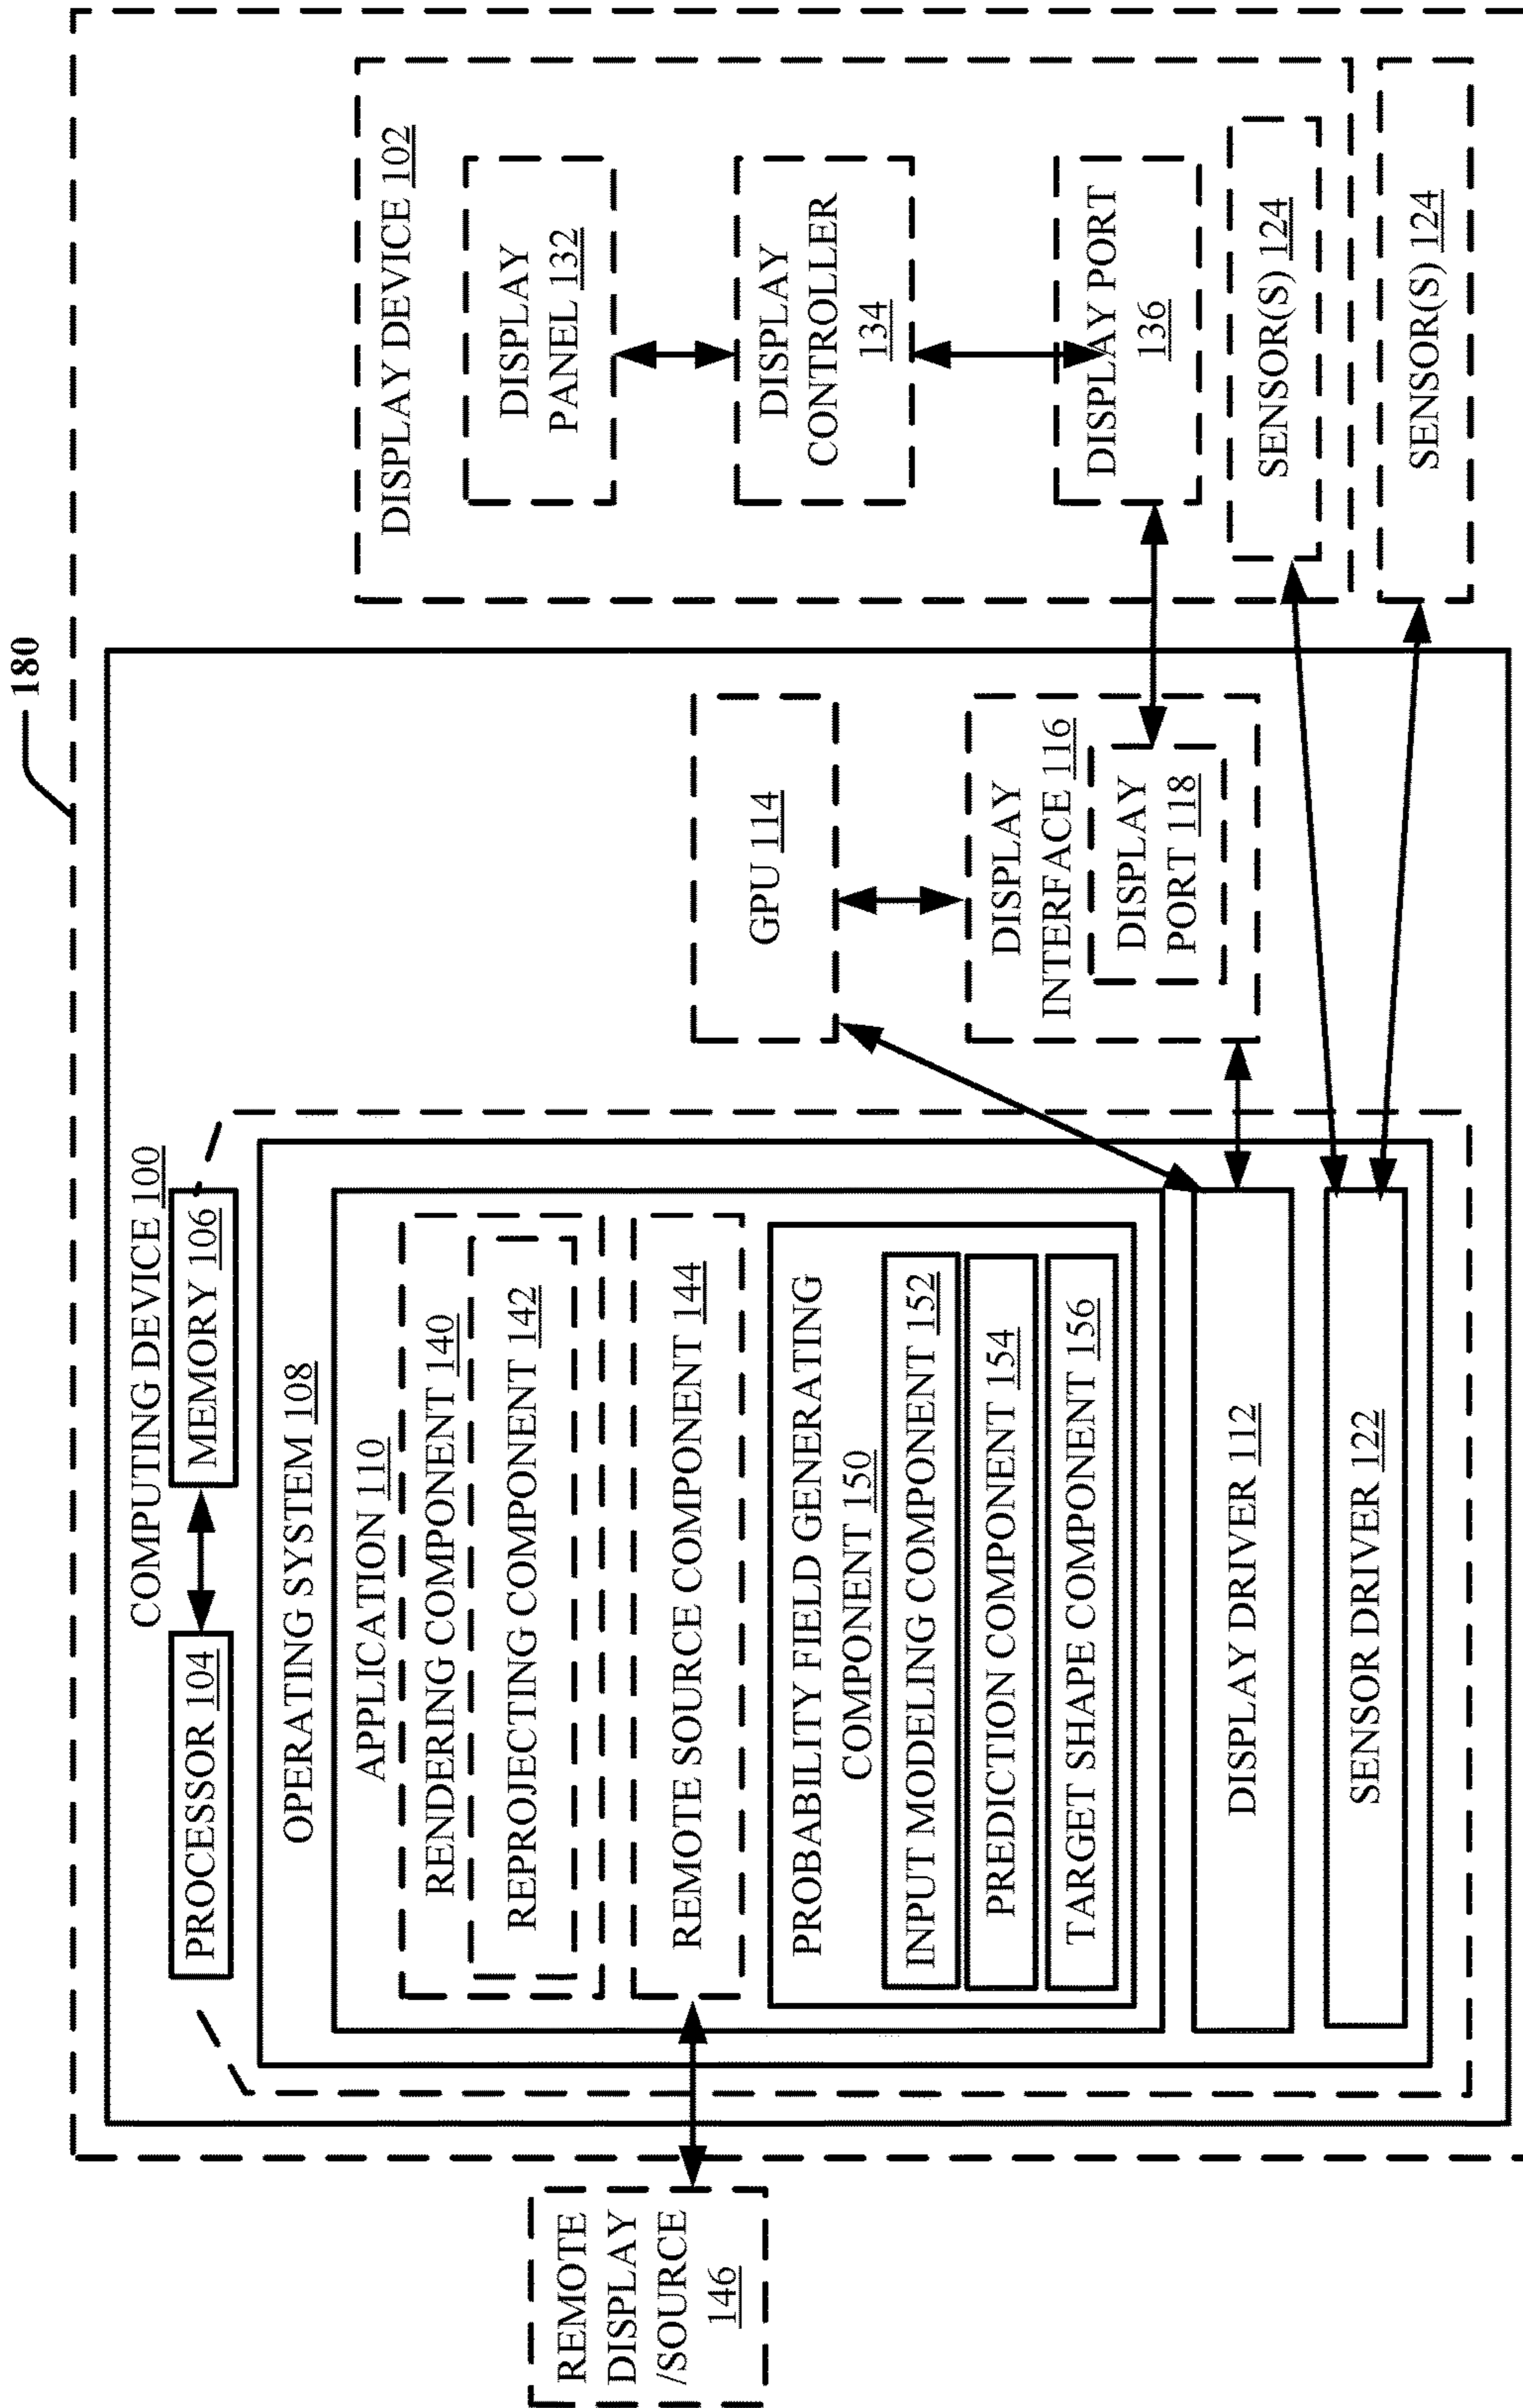 180
COMPUTING DEVICE 100
PROCESSOR 104
MEMORY 106
OPERATING SYSTEM 108
APPLICATION 110
RENDERING COMPONENT 140
REPROJECTING COMPONENT 142
REMOTE SOURCE COMPONENT 144
PROBABILITY FIELD GENERATING
COMPONENT 150
INPUT MODELING COMPONENT 152
PREDICTION COMPONENT 154
TARGET SHAPE COMPONENT 156
DISPLAY DRIVER 112
SENSOR DRIVER 122
REMOTE
DISPLAY
/SOURCE
146
GPU 114
DISPLAY
INTERFACE 116
DISPLAY
PORT 118
DISPLAY DEVICE 102
DISPLAY
PANEL 132
DISPLAY
CONTROLLER
134
DISPLAY PORT
136
SENSOR(S) 124
SENSOR(S) 124